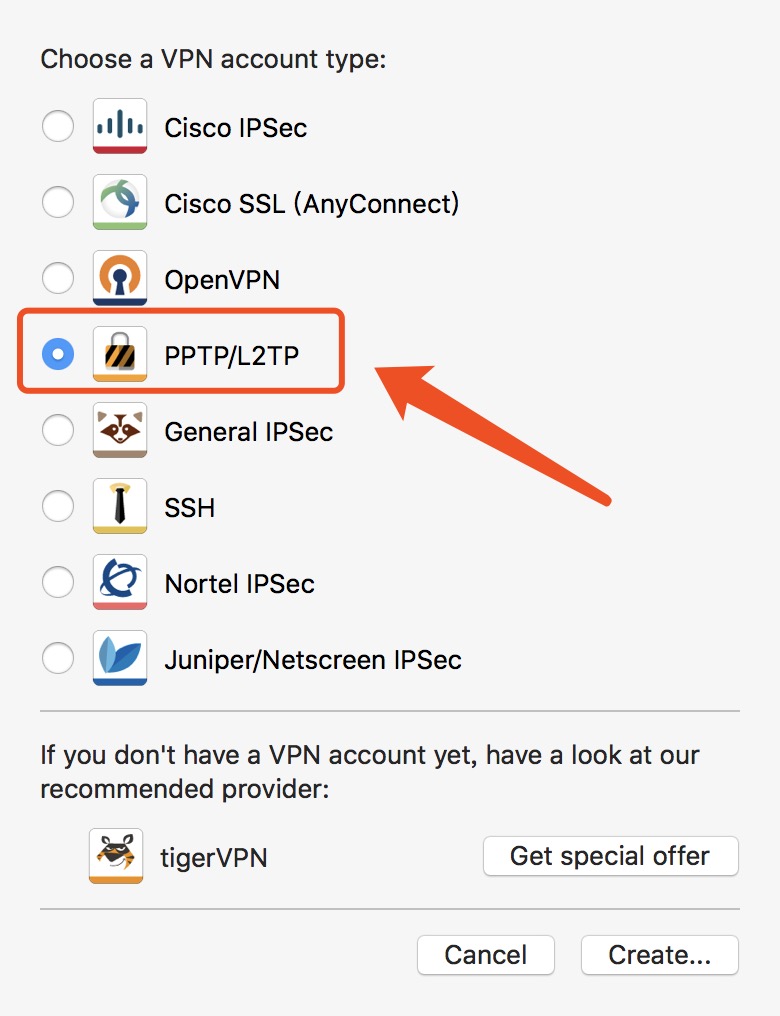 Choose a VPN account type:
Cisco IPSec
Cisco SSL (AnyConnect)
OpenVPN
PPTP/L2TP
General IPSec
SSH
Nortel IPSec
Juniper/Netscreen IPSec
If you don't have a VPN account yet, have a look at our
recommended provider:
tigerVPN
Get special offer
Cancel
Create...